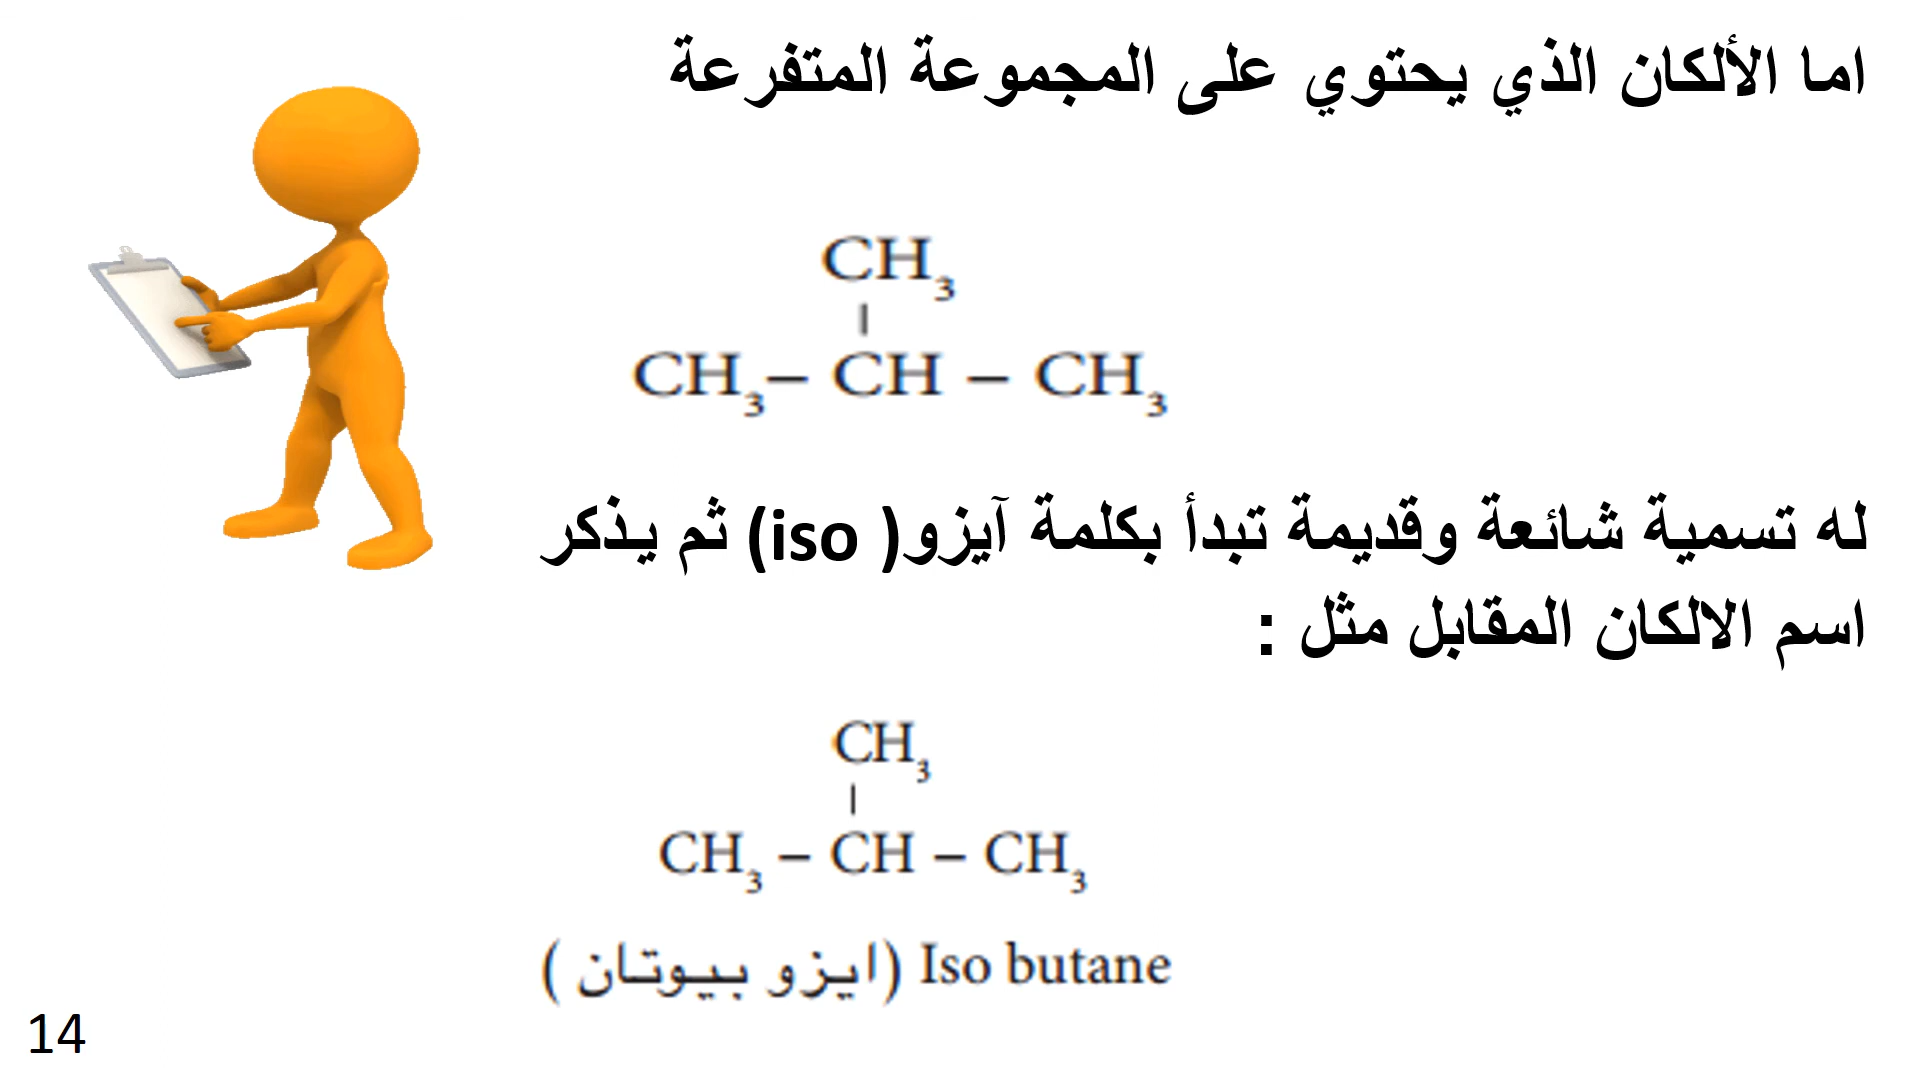 اما الألكان الذي يحتوي على المجموعة المتفرعة
CH₃
|
CH₃ – CH – CH₃
له تسمية شائعة وقديمة تبدأ بكلمة آيزو( iso) ثم يذكر
اسم الالكان المقابل مثل :
CH₃
|
CH₃ – CH – CH₃
Iso butane (ايزو بيوتان )
14